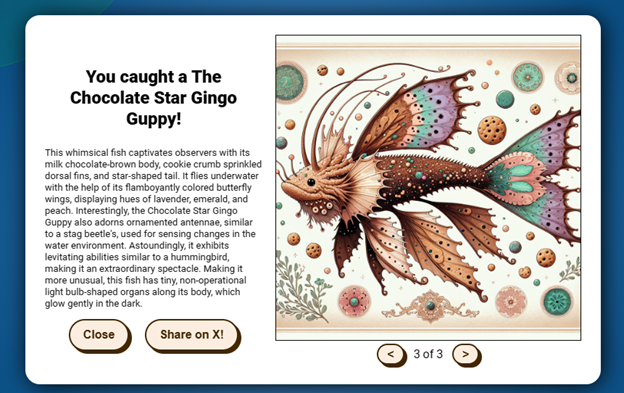 You caught a The
Chocolate Star Gingo
Guppy!
This whimsical fish captivates observers with its
milk chocolate-brown body, cookie crumb sprinkled
dorsal fins, and star-shaped tail. It flies underwater
with the help of its flamboyantly colored butterfly
wings, displaying hues of lavender, emerald, and
peach. Interestingly, the Chocolate Star Gingo
Guppy also adorns ornamented antennae, similar
to a stag beetle's, used for sensing changes in the
water environment. Astoundingly, it exhibits
levitating abilities similar to a hummingbird,
making it an extraordinary spectacle. Making it
more unusual, this fish has tiny, non-operational
light bulb-shaped organs along its body, which
glow gently in the dark.
Close
Share on X!
< 3 of 3 >